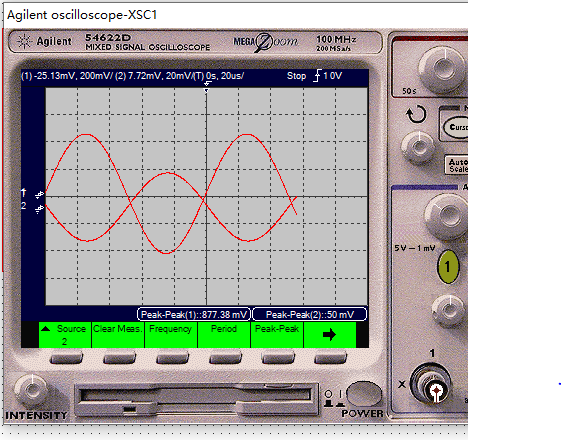 Agilent oscilloscope-XSC1
Agilent
54622D
MIXED SIGNAL OSCILLOSCOPE
MEGA Zoom
100 MHz
200 MSa/s
(1) -25.13mV, 200mV/ (2) 7.72mV, 20mV/(T) 0s, 20us/ Stop 1 0V
50s
Curso
Auto
Scale
1
2
5V-1mV
1
Peak-Peak(1)::877.38 mV Peak-Peak(2)::50 mV
Source Clear Meas. Frequency Period Peak-Peak
2
1
X
INTENSITY
POWER